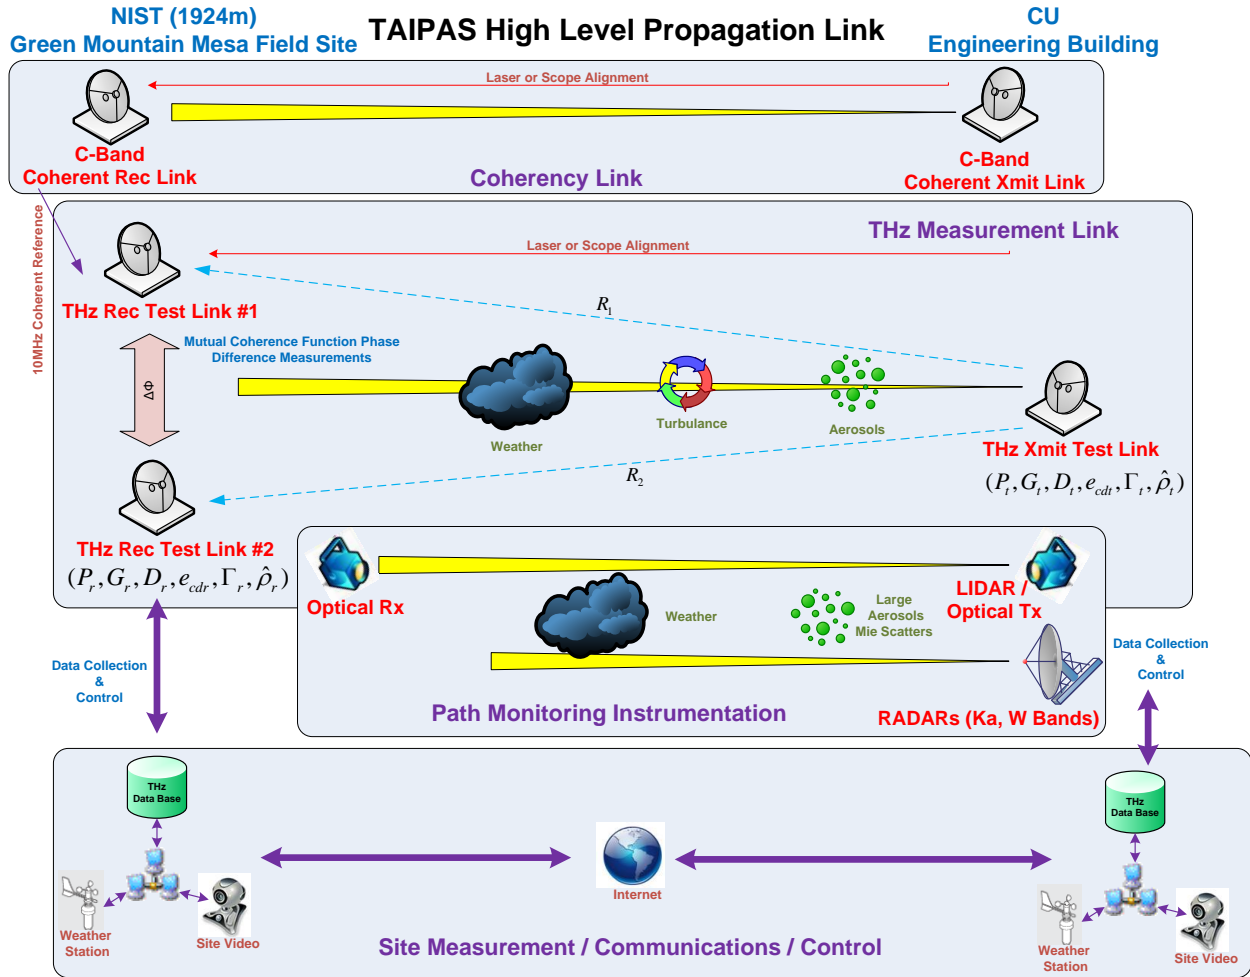 NIST (1924m)
Green Mountain Mesa Field Site
TAIPAS High Level Propagation Link
CU
Engineering Building
Laser or Scope Alignment
C-Band
Coherent Rec Link
Coherency Link
C-Band
Coherent Xmit Link
10MHz Coherent Reference
THz Measurement Link
Laser or Scope Alignment
THz Rec Test Link #1
R₁
Mutual Coherence Function Phase
Difference Measurements
ΔΦ
Weather
Turbulance
Aerosols
THz Xmit Test Link
(Pₜ, Gₜ, Dₜ, e_cdt, Γₜ, ρ̂ₜ)
R₂
THz Rec Test Link #2
(Pᵣ, Gᵣ, Dᵣ, e_cdr, Γᵣ, ρ̂ᵣ)
Optical Rx
Weather
Large
Aerosols
Mie Scatters
LIDAR /
Optical Tx
RADARs (Ka, W Bands)
Path Monitoring Instrumentation
Data Collection
&
Control
Data Collection
&
Control
THz
Data Base
Weather
Station
Site Video
Internet
THz
Data Base
Weather
Station
Site Video
Site Measurement / Communications / Control